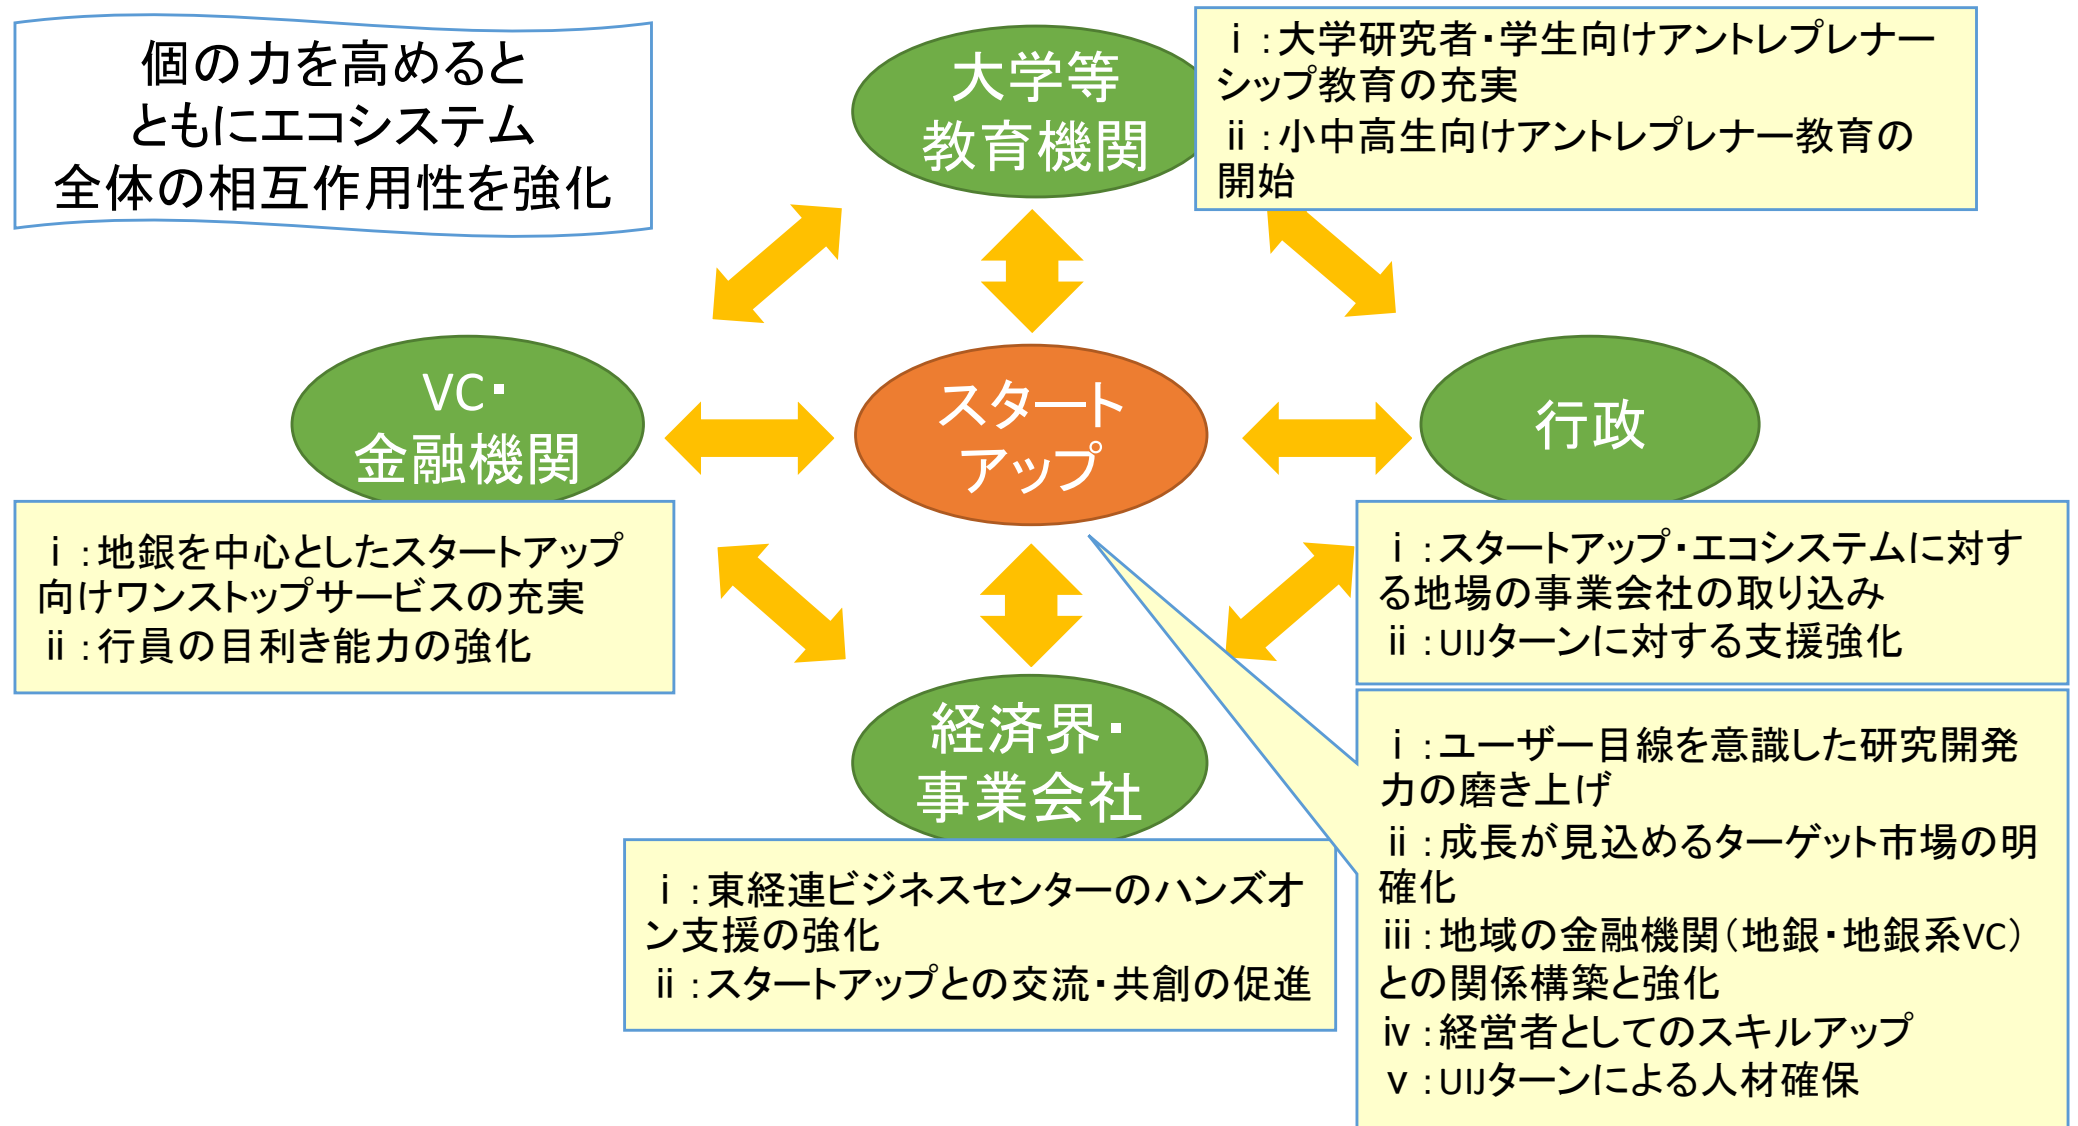 個の力を高めると
ともにエコシステム
全体の相互作用性を強化
大学等
教育機関
ⅰ：大学研究者・学生向けアントレプレナー
シップ教育の充実
ⅱ：小中高生向けアントレプレナー教育の
開始
VC・
金融機関
スタート
アップ
行政
ⅰ：地銀を中心としたスタートアップ
向けワンストップサービスの充実
ⅱ：行員の目利き能力の強化
ⅰ：スタートアップ・エコシステムに対す
る地場の事業会社の取り込み
ⅱ：UIJターンに対する支援強化
経済界・
事業会社
ⅰ：東経連ビジネスセンターのハンズオ
ン支援の強化
ⅱ：スタートアップとの交流・共創の促進
ⅰ：ユーザー目線を意識した研究開発
力の磨き上げ
ⅱ：成長が見込めるターゲット市場の明
確化
ⅲ：地域の金融機関（地銀・地銀系VC）
との関係構築と強化
ⅳ：経営者としてのスキルアップ
ⅴ：UIJターンによる人材確保